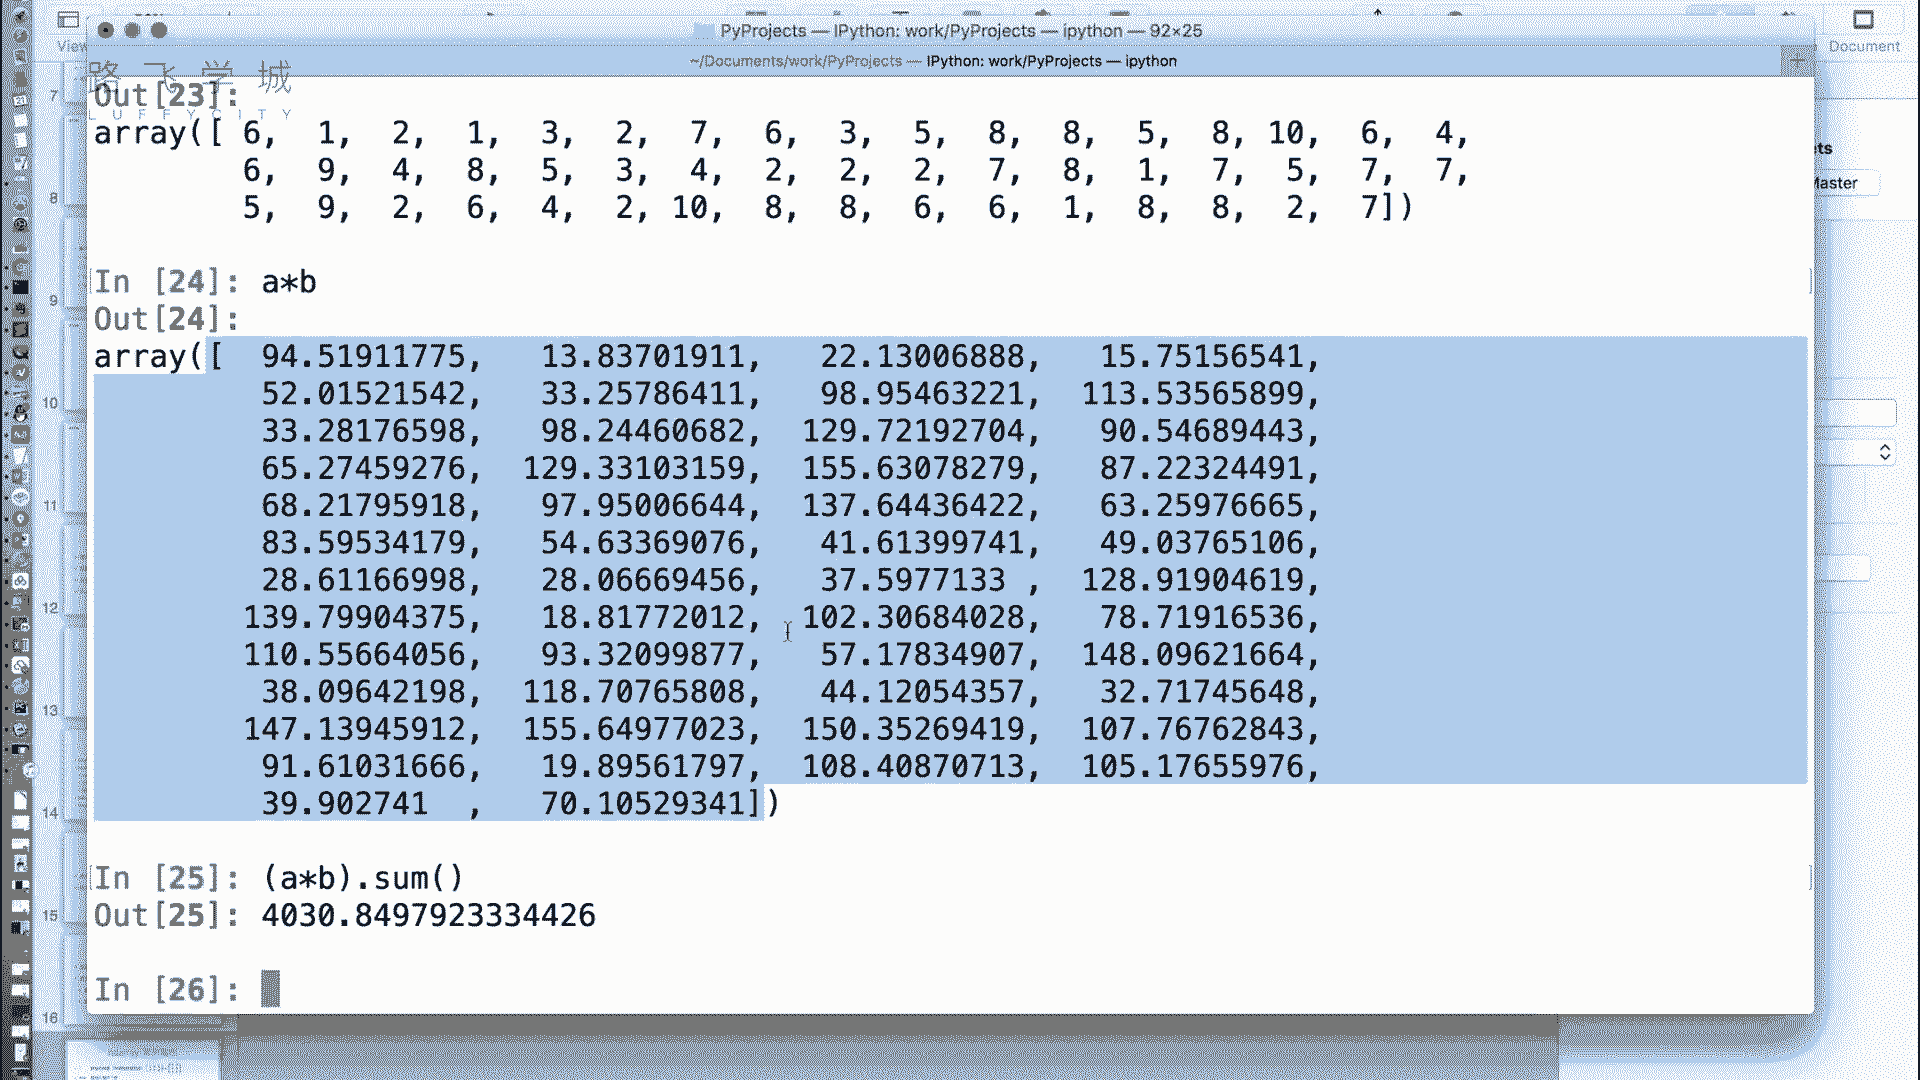 View
Document
PyProjects — IPython: work/PyProjects — ipython — 92×25
~/Documents/work/PyProjects — IPython: work/PyProjects — ipython
路飞学城
LUFFYCITY
Out[23]:
array([ 6, 1, 2, 1, 3, 2, 7, 6, 3, 5, 8, 8, 5, 8, 10, 6, 4,
6, 9, 4, 8, 5, 3, 4, 2, 2, 2, 7, 8, 1, 7, 5, 7, 7,
5, 9, 2, 6, 4, 2, 10, 8, 8, 6, 6, 1, 8, 8, 2, 7])
In [24]: a*b
Out[24]:
array([ 94.51911775, 13.83701911, 22.13006888, 15.75156541,
52.01521542, 33.25786411, 98.95463221, 113.53565899,
33.28176598, 98.24460682, 129.72192704, 90.54689443,
65.27459276, 129.33103159, 155.63078279, 87.22324491,
68.21795918, 97.95006644, 137.64436422, 63.25976665,
83.59534179, 54.63369076, 41.61399741, 49.03765106,
28.61166998, 28.06669456, 37.5977133 , 128.91904619,
139.79904375, 18.81772012, 102.30684028, 78.71916536,
110.55664056, 93.32099877, 57.17834907, 148.09621664,
38.09642198, 118.70765808, 44.12054357, 32.71745648,
147.13945912, 155.64977023, 150.35269419, 107.76762843,
91.61031666, 19.89561797, 108.40870713, 105.17655976,
39.902741 , 70.10529341])
In [25]: (a*b).sum()
Out[25]: 4030.8497923334426
In [26]:
7
8
9
10
11
12
13
14
15
16